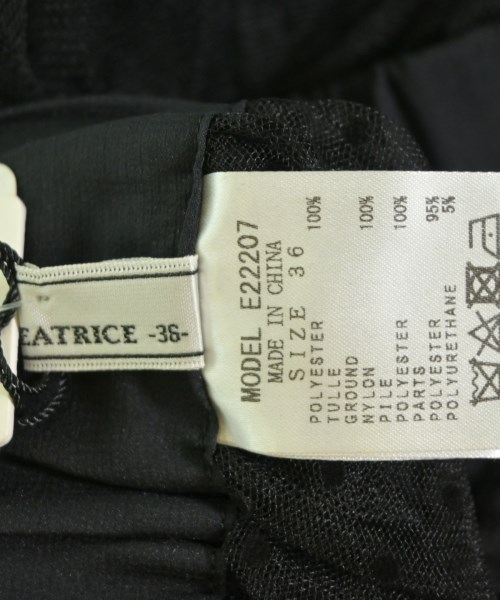 EATRICE -36-
MODEL E22207
MADE IN CHINA
SIZE 36
POLYESTER 100%
TULLE
GROUND
NYLON 100%
PILE
POLYESTER 100%
PARTS
POLYESTER 95%
POLYURETHANE 5%